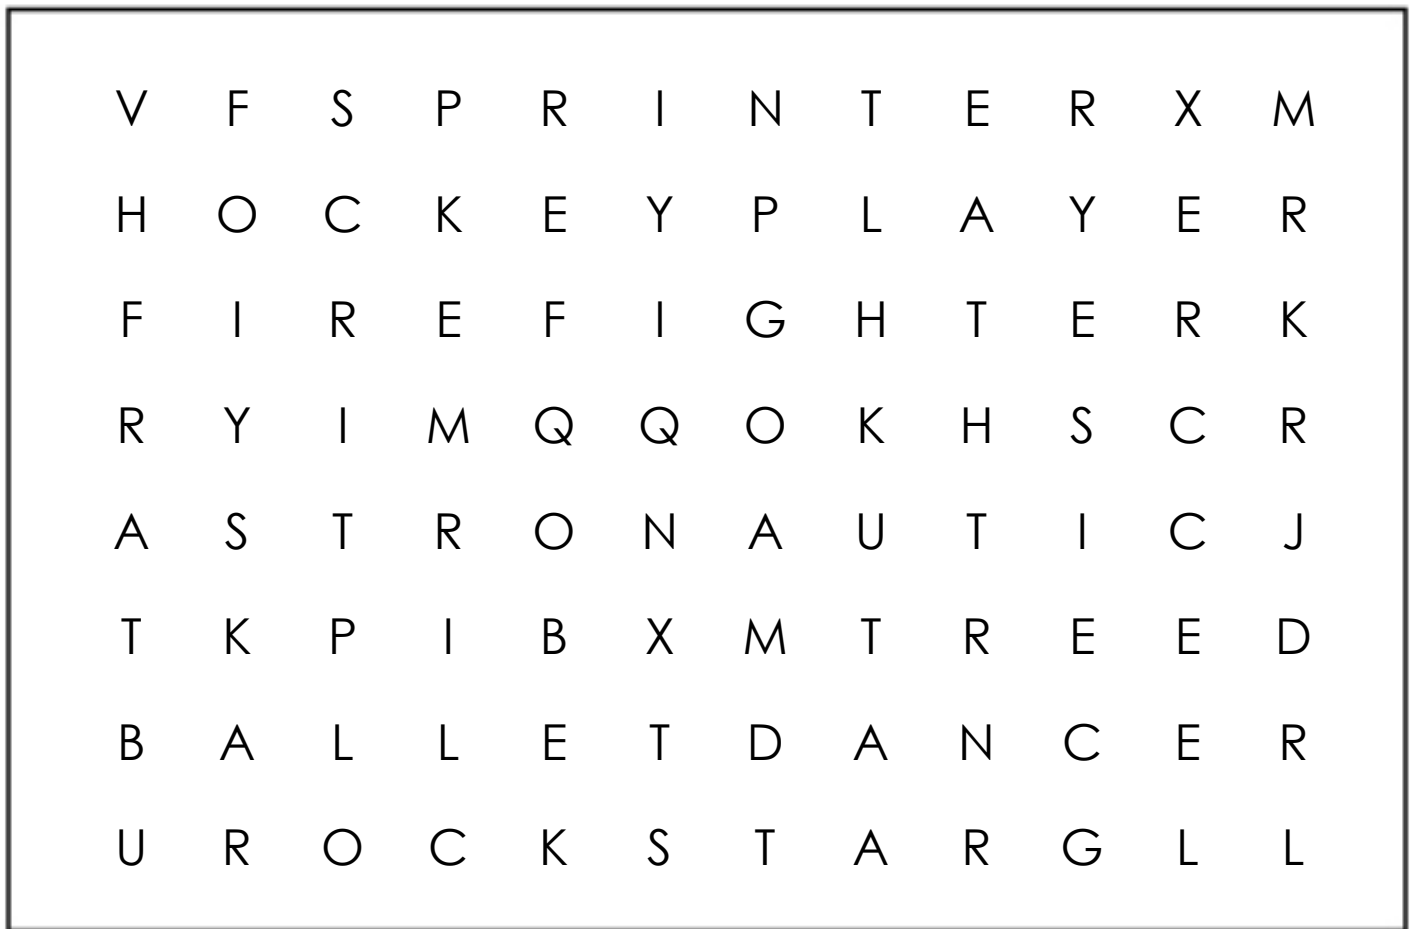 V F S P R I N T E R X M
H O C K E Y P L A Y E R
F I R E F I G H T E R K
R Y I M Q Q O K H S C R
A S T R O N A U T I C J
T K P I B X M T R E E D
B A L L E T D A N C E R
U R O C K S T A R G L L